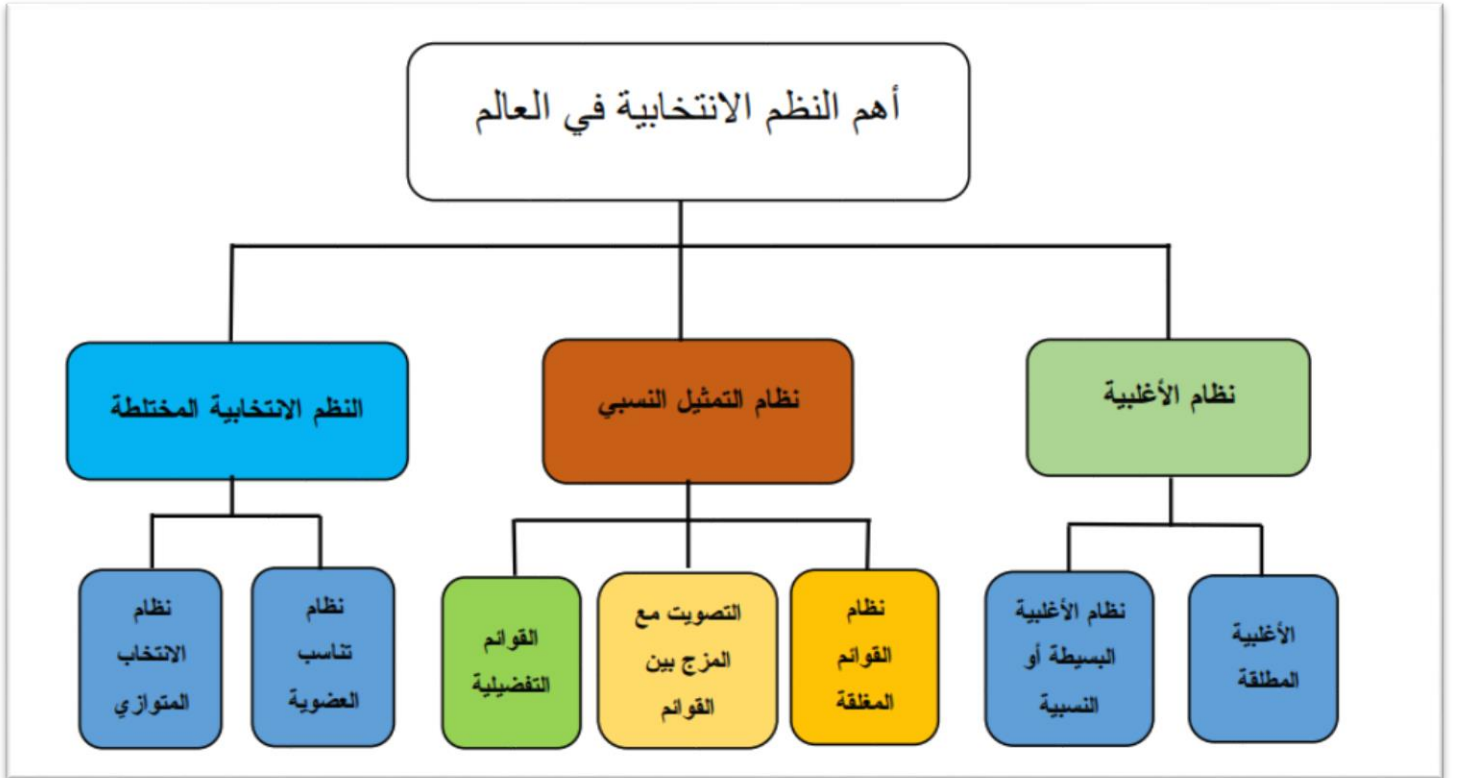 أهم النظم الانتخابية في العالم
نظام الأغلبية
نظام التمثيل النسبي
النظم الانتخابية المختلطة
الأغلبية
المطلقة
نظام الأغلبية
البسيطة أو
النسبية
نظام
القوائم
المغلقة
التصويت مع
المزج بين
القوائم
القوائم
التفضيلية
نظام
تناسب
العضوية
نظام
الانتخاب
المتوازي